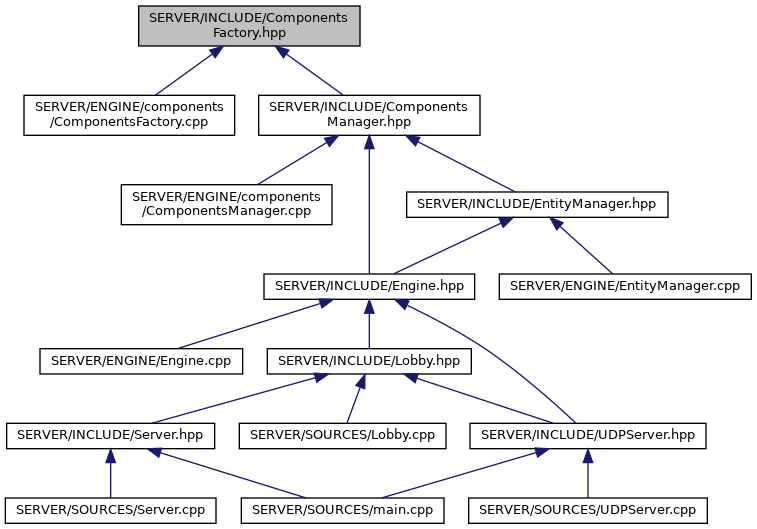 SERVER/INCLUDE/Components
Factory.hpp
SERVER/ENGINE/components
/ComponentsFactory.cpp
SERVER/INCLUDE/Components
Manager.hpp
SERVER/ENGINE/components
/ComponentsManager.cpp
SERVER/INCLUDE/EntityManager.hpp
SERVER/INCLUDE/Engine.hpp
SERVER/ENGINE/EntityManager.cpp
SERVER/ENGINE/Engine.cpp
SERVER/INCLUDE/Lobby.hpp
SERVER/INCLUDE/Server.hpp
SERVER/SOURCES/Lobby.cpp
SERVER/INCLUDE/UDPServer.hpp
SERVER/SOURCES/Server.cpp
SERVER/SOURCES/main.cpp
SERVER/SOURCES/UDPServer.cpp